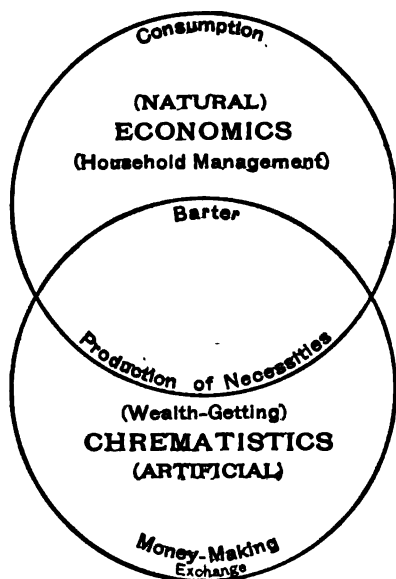 Consumption
(NATURAL)
ECONOMICS
(Household Management)
Barter
Production of Necessities
(Wealth-Getting)
CHREMATISTICS
(ARTIFICIAL)
Money-Making
Exchange